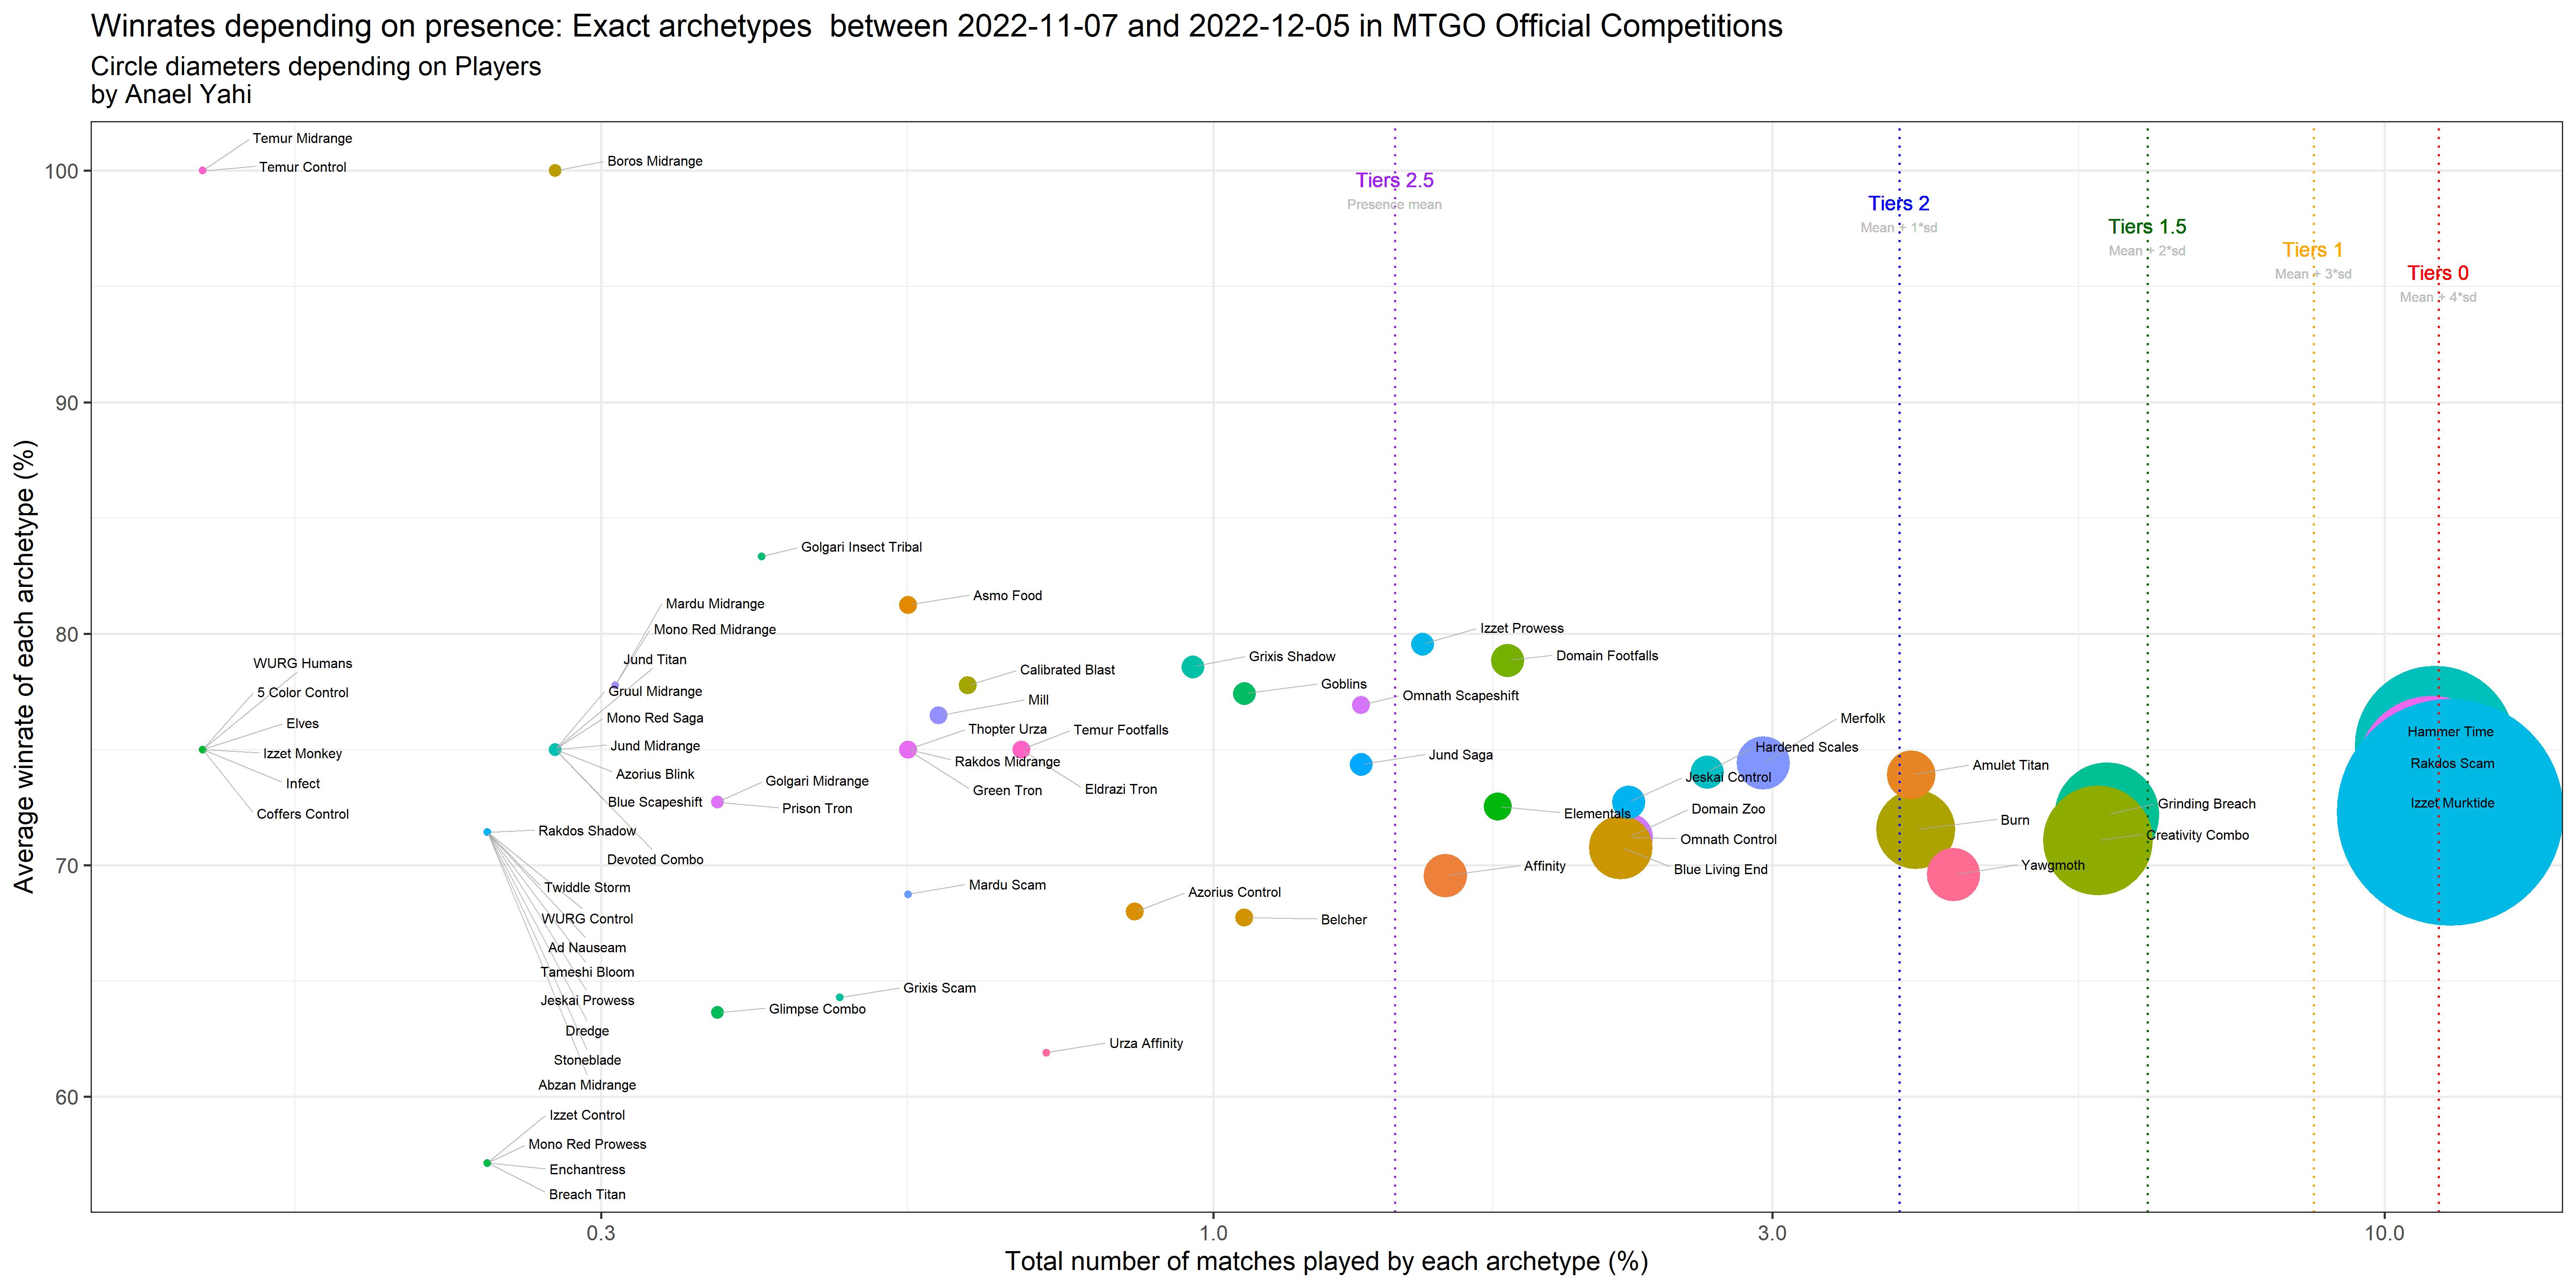 Winrates depending on presence: Exact archetypes  between 2022-11-07 and 2022-12-05 in MTGO Official Competitions
Circle diameters depending on Players
by Anael Yahi
Average winrate of each archetype (%)
100
90
80
70
60
Temur Midrange
Temur Control
Boros Midrange
Tiers 2.5
Presence mean
Tiers 2
Mean + 1*sd
Tiers 1.5
Mean + 2*sd
Tiers 1
Mean + 3*sd
Tiers 0
Mean + 4*sd
Golgari Insect Tribal
Asmo Food
Mardu Midrange
Mono Red Midrange
Jund Titan
Gruul Midrange
Mono Red Saga
Jund Midrange
Azorius Blink
Blue Scapeshift
Devoted Combo
WURG Humans
5 Color Control
Elves
Izzet Monkey
Infect
Coffers Control
Calibrated Blast
Mill
Thopter Urza
Rakdos Midrange
Green Tron
Temur Footfalls
Eldrazi Tron
Golgari Midrange
Prison Tron
Grixis Shadow
Goblins
Omnath Scapeshift
Izzet Prowess
Domain Footfalls
Jund Saga
Merfolk
Hardened Scales
Jeskai Control
Elementals
Domain Zoo
Omnath Control
Blue Living End
Affinity
Amulet Titan
Burn
Yawgmoth
Grinding Breach
Creativity Combo
Hammer Time
Rakdos Scam
Izzet Murktide
Rakdos Shadow
Twiddle Storm
WURG Control
Ad Nauseam
Tameshi Bloom
Jeskai Prowess
Dredge
Stoneblade
Abzan Midrange
Mardu Scam
Azorius Control
Belcher
Grixis Scam
Glimpse Combo
Urza Affinity
Izzet Control
Mono Red Prowess
Enchantress
Breach Titan
0.3
1.0
3.0
10.0
Total number of matches played by each archetype (%)